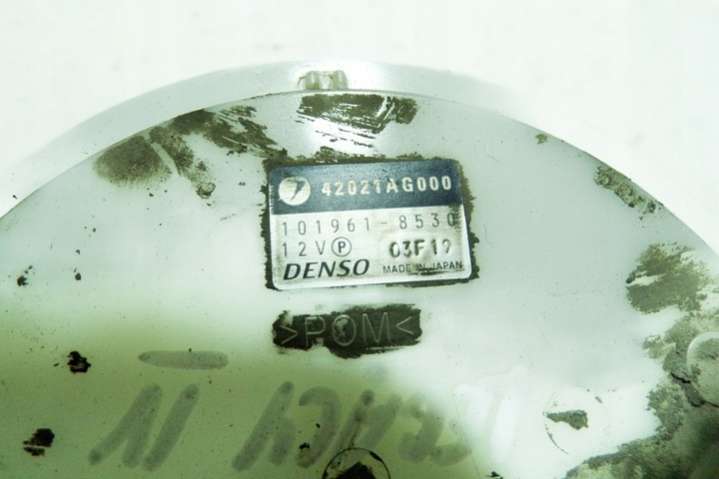 42021AG000
101961-8530
12V Ⓟ 03F19
DENSO MADE IN JAPAN
>POM<